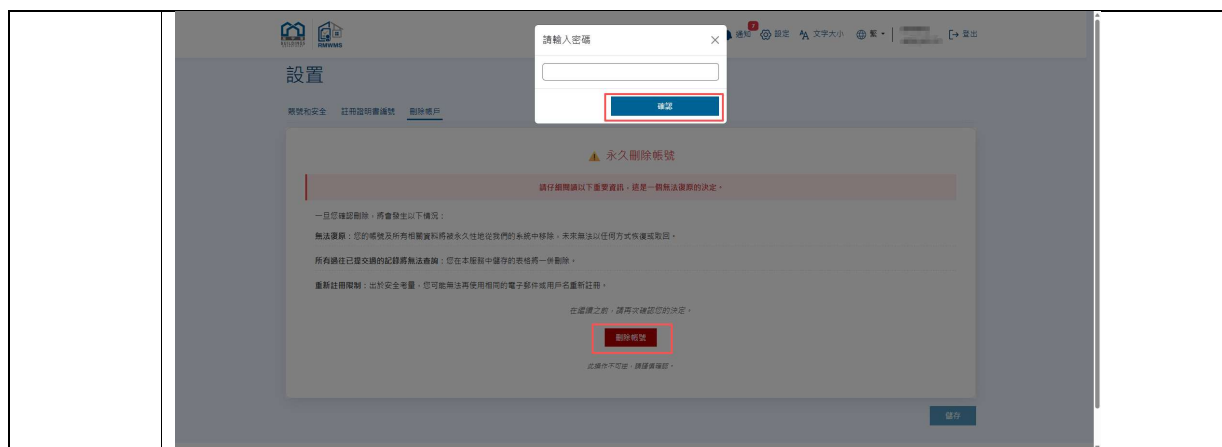 BUILDINGS RMWMS
請輸入密碼 ×
7
通知 設定 文字大小 繁 登出
設置
確認
賬號和安全 註冊證明書編號 刪除帳戶
永久刪除帳號
請仔細閱讀以下重要資訊，這是一個無法復原的決定。
一旦您確認刪除，將會發生以下情況：
無法復原：您的帳號及所有相關資料將被永久性地從我們的系統中移除，未來無法以任何方式恢復或取回。
所有過往已提交過的記錄將無法查詢：您在本服務中儲存的表格將一併刪除。
重新註冊限制：出於安全考量，您可能無法再使用相同的電子郵件或用戶名重新註冊。
在繼續之前，請再次確認您的決定。
刪除帳號
此操作不可逆，請謹慎確認。
儲存